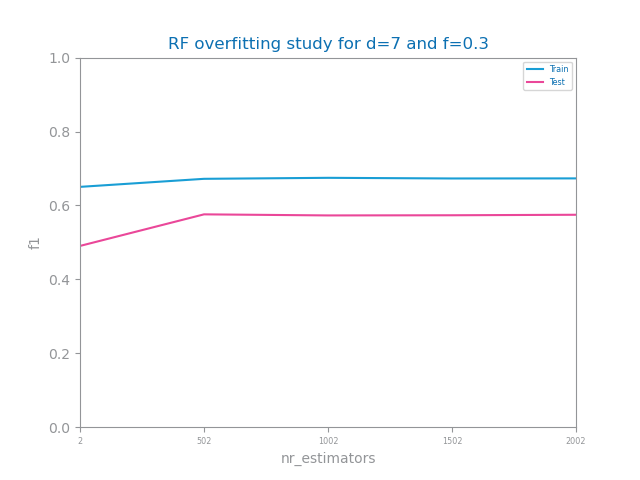 RF overfitting study for d=7 and f=0.3
Train
Test
1.0
0.8
0.6
0.4
0.2
0.0
f1
2 502 1002 1502 2002
nr_estimators